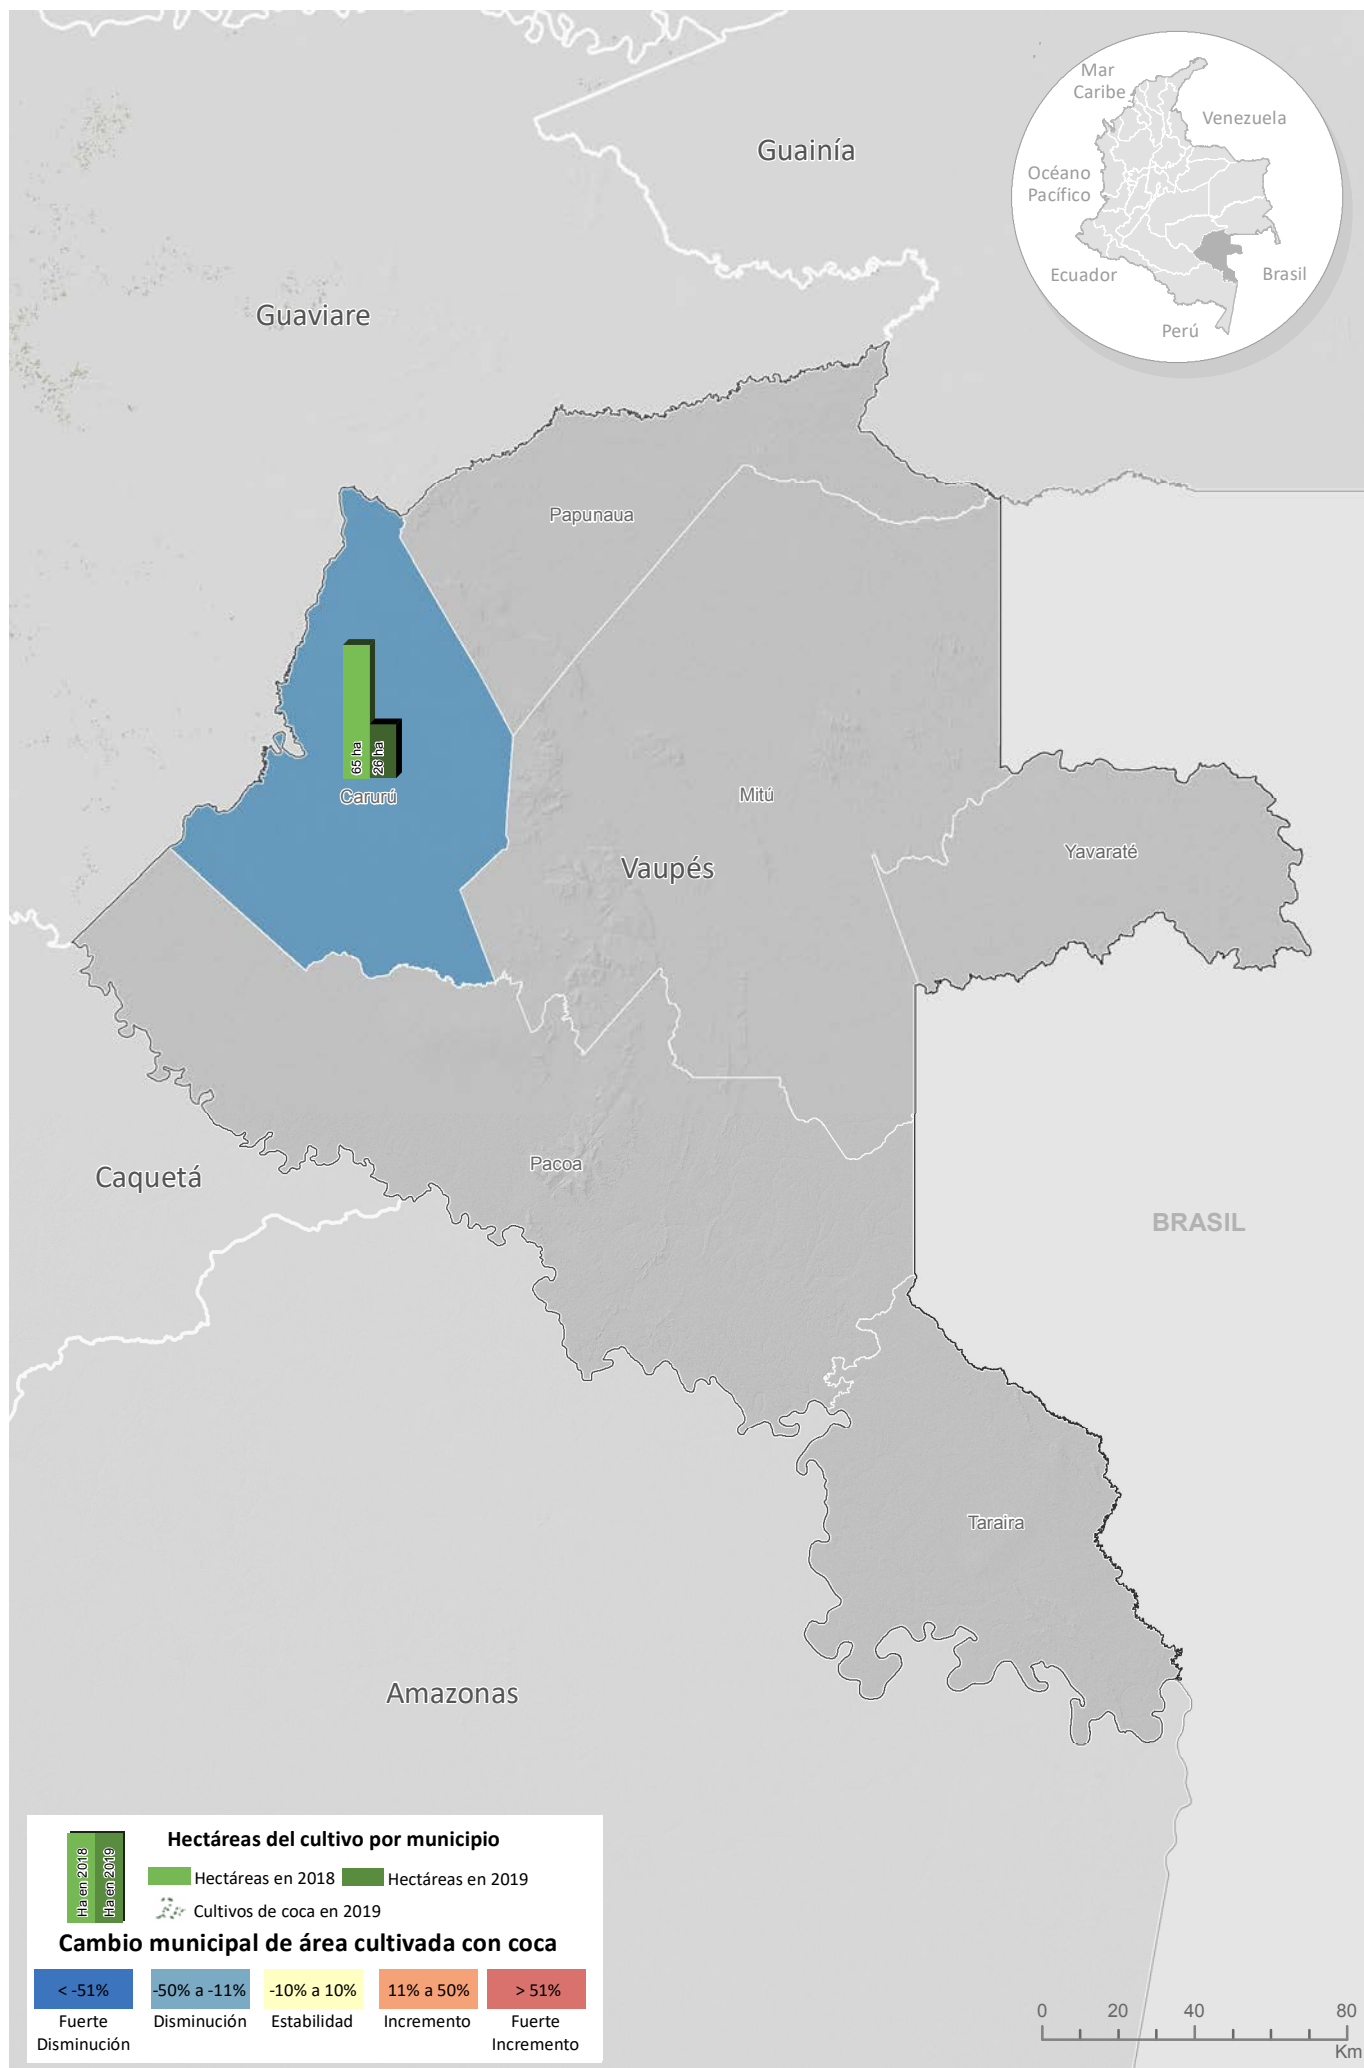 Mar
Caribe
Venezuela
Océano
Pacífico
Ecuador
Brasil
Perú
Guainía
Guaviare
Papunaua
65 ha
26 ha
Carurú
Mitú
Vaupés
Yavaraté
Pacoa
Caquetá
BRASIL
Taraira
Amazonas
Ha en 2018
Ha en 2019
Hectáreas del cultivo por municipio
Hectáreas en 2018
Hectáreas en 2019
Cultivos de coca en 2019
Cambio municipal de área cultivada con coca
< -51%
-50% a -11%
-10% a 10%
11% a 50%
> 51%
Fuerte
Disminución
Disminución
Estabilidad
Incremento
Fuerte
Incremento
0 20 40 80
Km